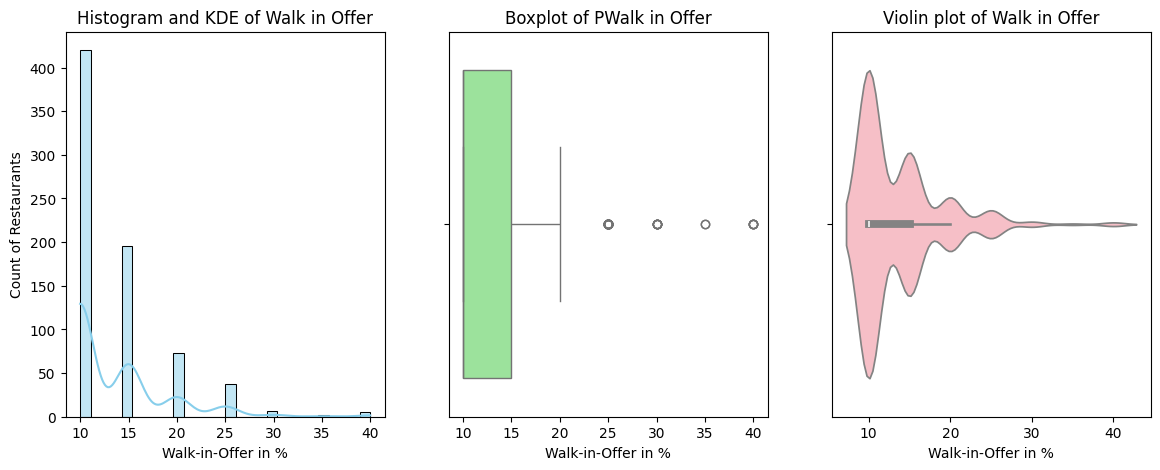 Histogram and KDE of Walk in Offer
Count of Restaurants
400
350
300
250
200
150
100
50
0
10 15 20 25 30 35 40
Walk-in-Offer in %
Boxplot of PWalk in Offer
10 15 20 25 30 35 40
Walk-in-Offer in %
Violin plot of Walk in Offer
10 20 30 40
Walk-in-Offer in %